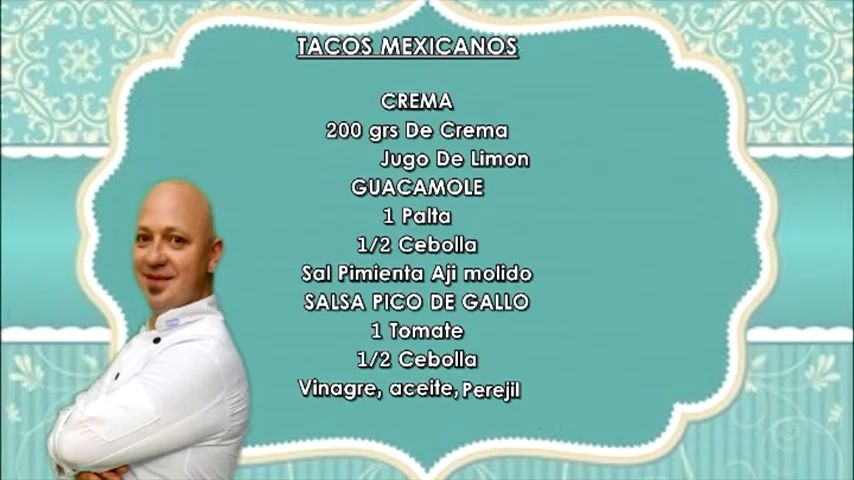 TACOS MEXICANOS
CREMA
200 grs De Crema
Jugo De Limon
GUACAMOLE
1 Palta
1/2 Cebolla
Sal Pimienta Aji molido
SALSA PICO DE GALLO
1 Tomate
1/2 Cebolla
Vinagre, aceite, Perejil